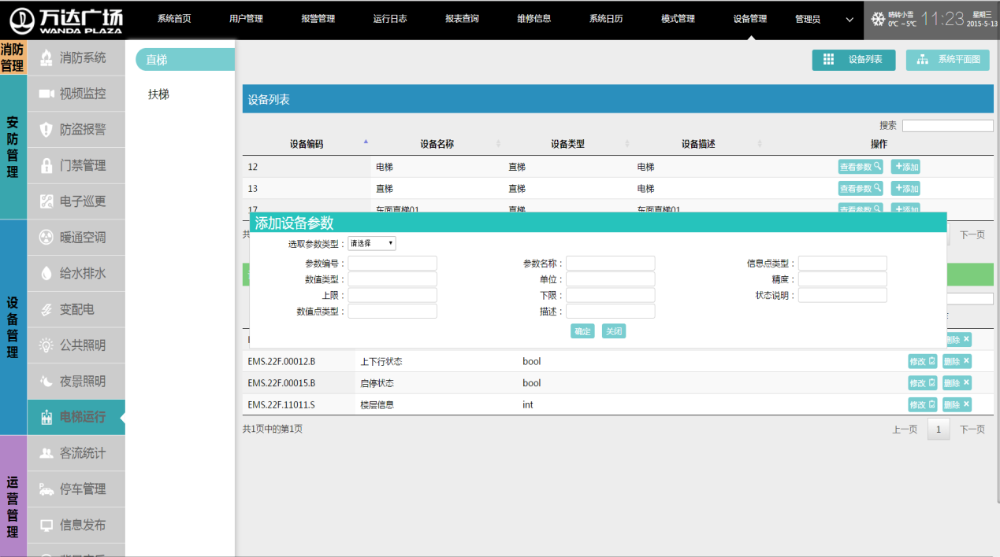 万达广场
WANDA PLAZA
系统首页 用户管理 报警管理 运行日志 报表查询 维修信息 系统日历 模式管理 设备管理 管理员
晴转小雪
0℃ ~5℃
11:23
星期三
2015-5-13
消防管理
消防系统
安防管理
视频监控
防盗报警
门禁管理
电子巡更
设备管理
暖通空调
给水排水
变配电
公共照明
夜景照明
电梯运行
运营管理
客流统计
停车管理
信息发布
直梯
扶梯
设备列表 系统平面图
设备列表
搜索
设备编码 设备名称 设备类型 设备描述 操作
12 电梯 直梯 电梯 查看参数 +添加
13 直梯 直梯 电梯 查看参数 +添加
17 东面直梯01 直梯 东面直梯01 查看参数 +添加
共 下一页
添加设备参数
选取参数类型： 请选择
参数编号： 参数名称： 信息点类型：
数值类型： 单位： 精度：
上限： 下限： 状态说明：
数值点类型： 描述：
确定 关闭
删除 ×
EMS.22F.00012.B 上下行状态 bool 修改 删除 ×
EMS.22F.00015.B 启停状态 bool 修改 删除 ×
EMS.22F.11011.S 楼层信息 int 修改 删除 ×
共1页中的第1页 上一页 1 下一页